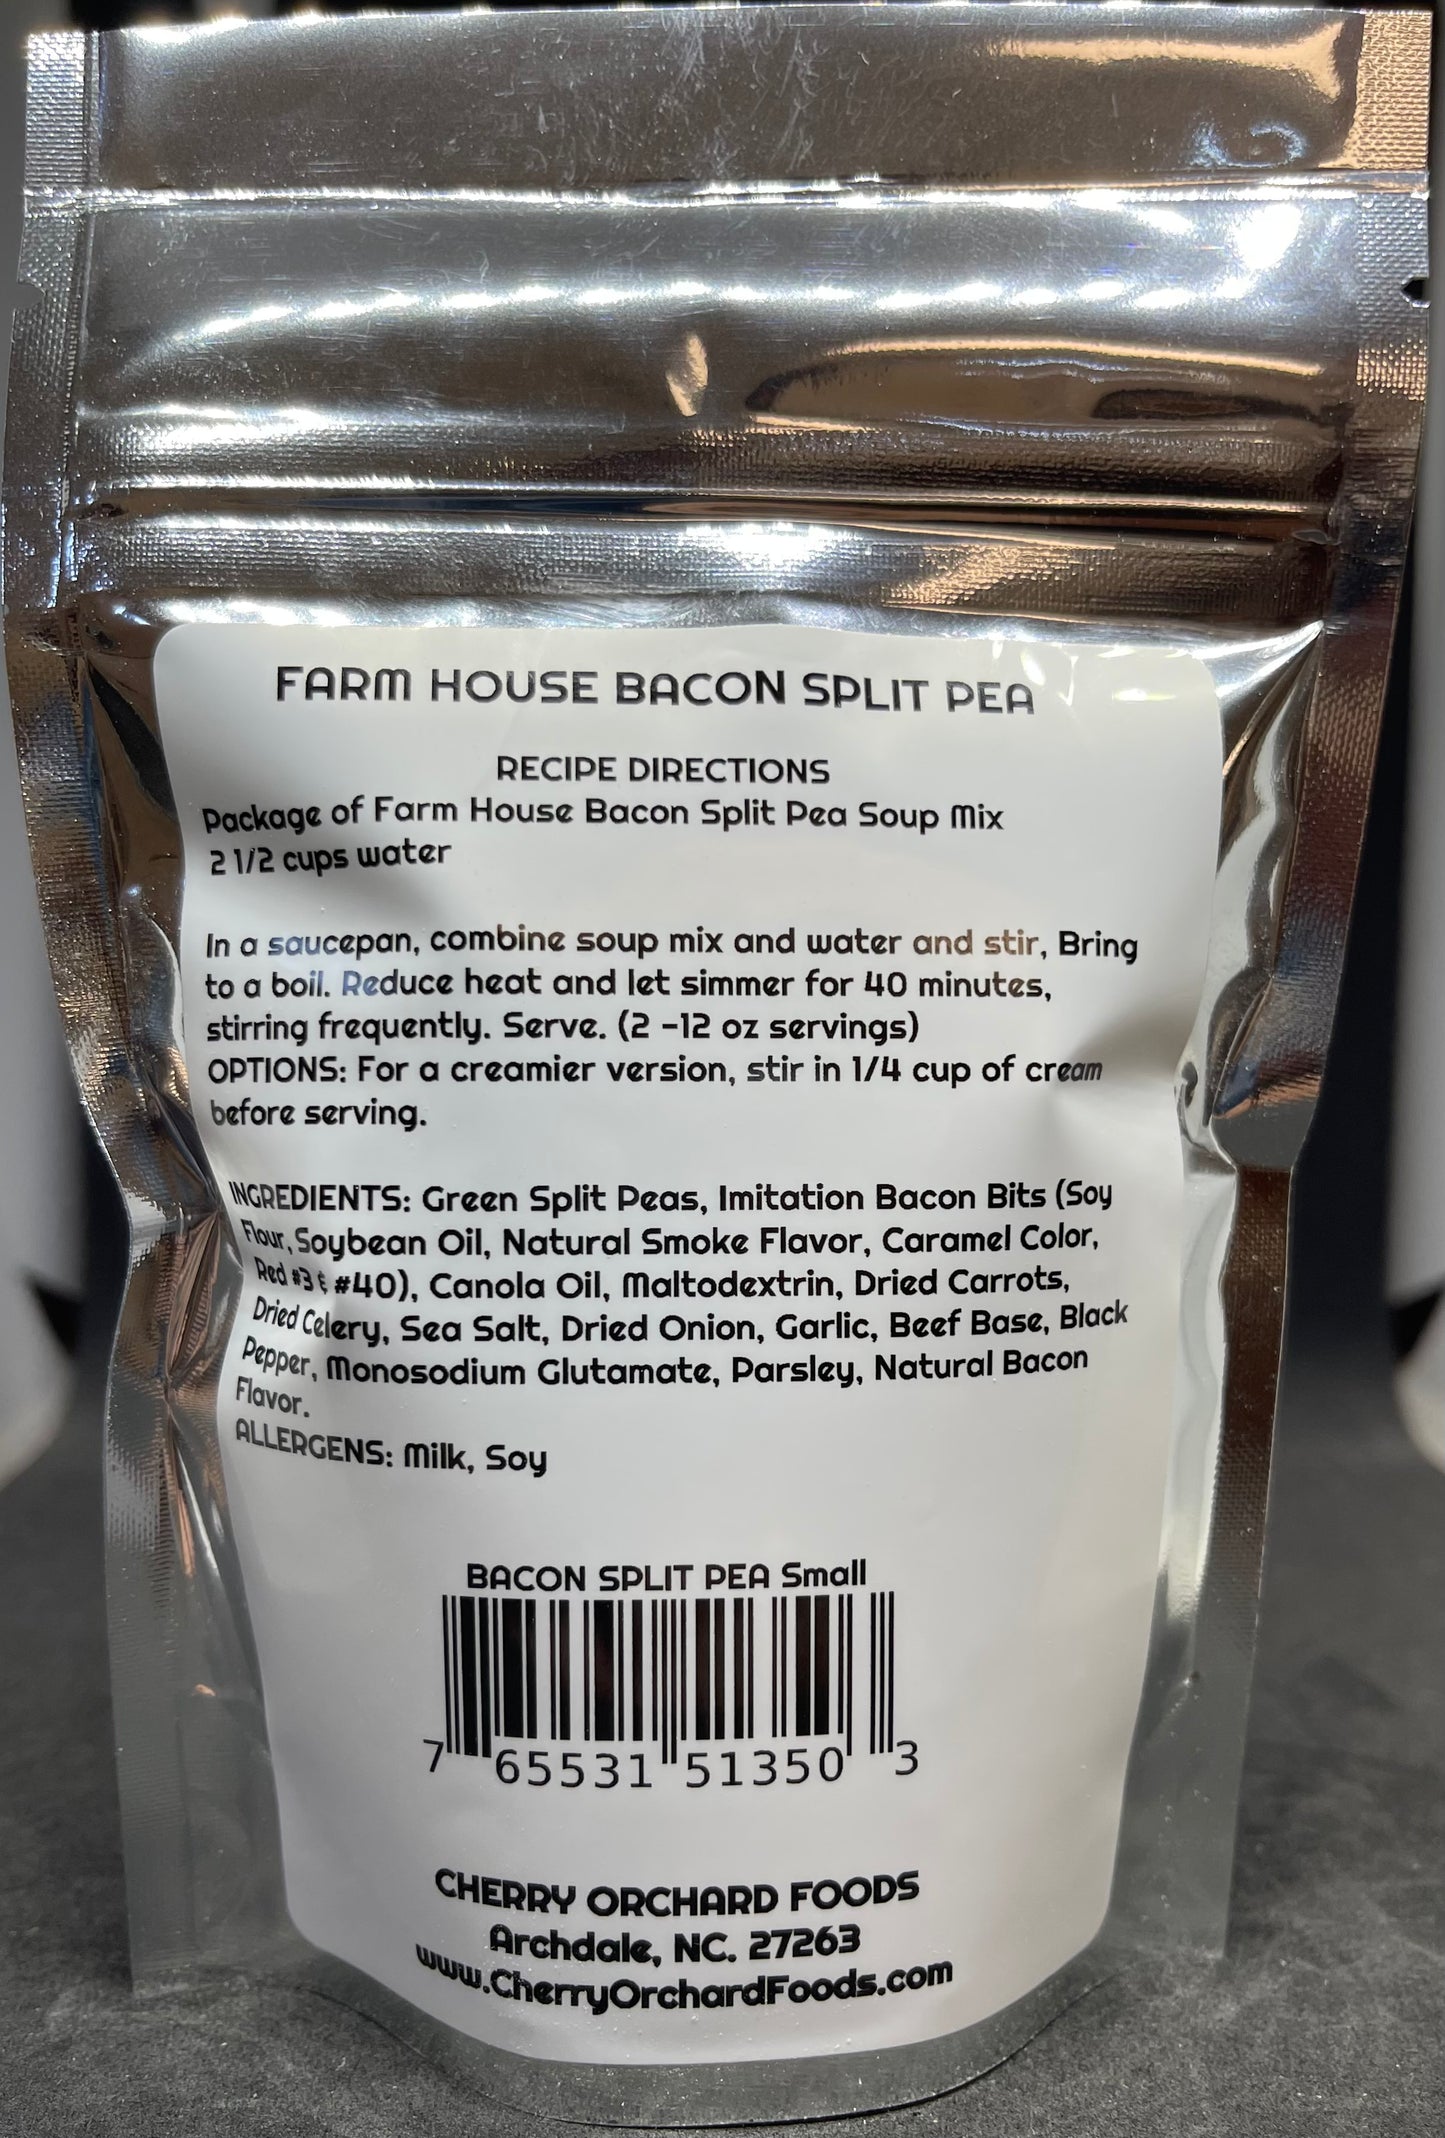 FARM HOUSE BACON SPLIT PEA
RECIPE DIRECTIONS
Package of Farm House Bacon Split Pea Soup Mix
2 1/2 cups water
In a saucepan, combine soup mix and water and stir, Bring
to a boil. Reduce heat and let simmer for 40 minutes,
stirring frequently. Serve. (2 -12 oz servings)
OPTIONS: For a creamier version, stir in 1/4 cup of cream
before serving.
INGREDIENTS: Green Split Peas, Imitation Bacon Bits (Soy
Flour, Soybean Oil, Natural Smoke Flavor, Caramel Color,
Red #3 & #40), Canola Oil, Maltodextrin, Dried Carrots,
Dried Celery, Sea Salt, Dried Onion, Garlic, Beef Base, Black
Pepper, Monosodium Glutamate, Parsley, Natural Bacon
Flavor.
ALLERGENS: Milk, Soy
BACON SPLIT PEA Small
7 65531 51350 3
CHERRY ORCHARD FOODS
Archdale, NC. 27263
www.CherryOrchardFoods.com